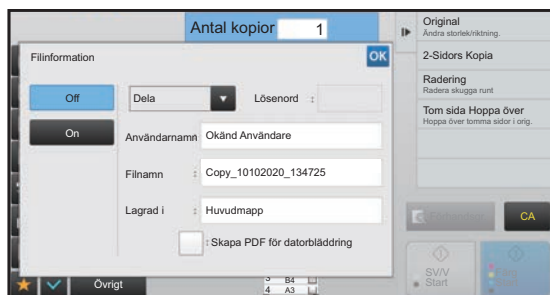 Antal kopior 1
Original
Ändra storlek/riktning.
2-Sidors Kopia
Radering
Radera skugga runt
Tom sida Hoppa över
Hoppa över tomma sidor i orig.
Filinformation
OK
Off
On
Dela
Lösenord :
Användarnamn Okänd Användare
Filnamn : Copy_10102020_134725
Lagrad i : Huvudmapp
: Skapa PDF för datorbläddring
CA
SV/V
Start
Övrigt
3 B4
4 A3